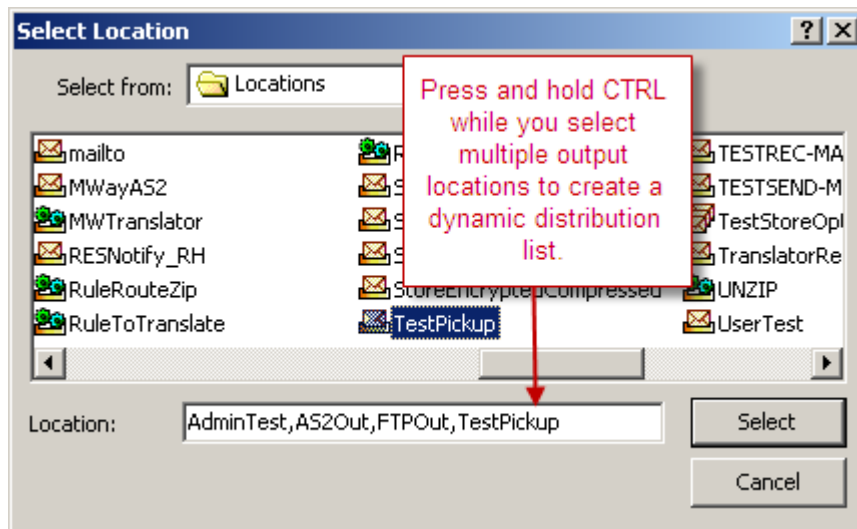 Select Location
Select from: Locations
Press and hold CTRL
while you select
multiple output
locations to create a
dynamic distribution
list.
mailto
MWayAS2
MWTranslator
RESNotify_RH
RuleRouteZip
RuleToTranslate
R
S
S
S
StoreEncryptedCompressed
TestPickup
TESTREC-MA
TESTSEND-M
TestStoreOpt
TranslatorRe
UNZIP
UserTest
Location: AdminTest,AS2Out,FTPOut,TestPickup
Select
Cancel